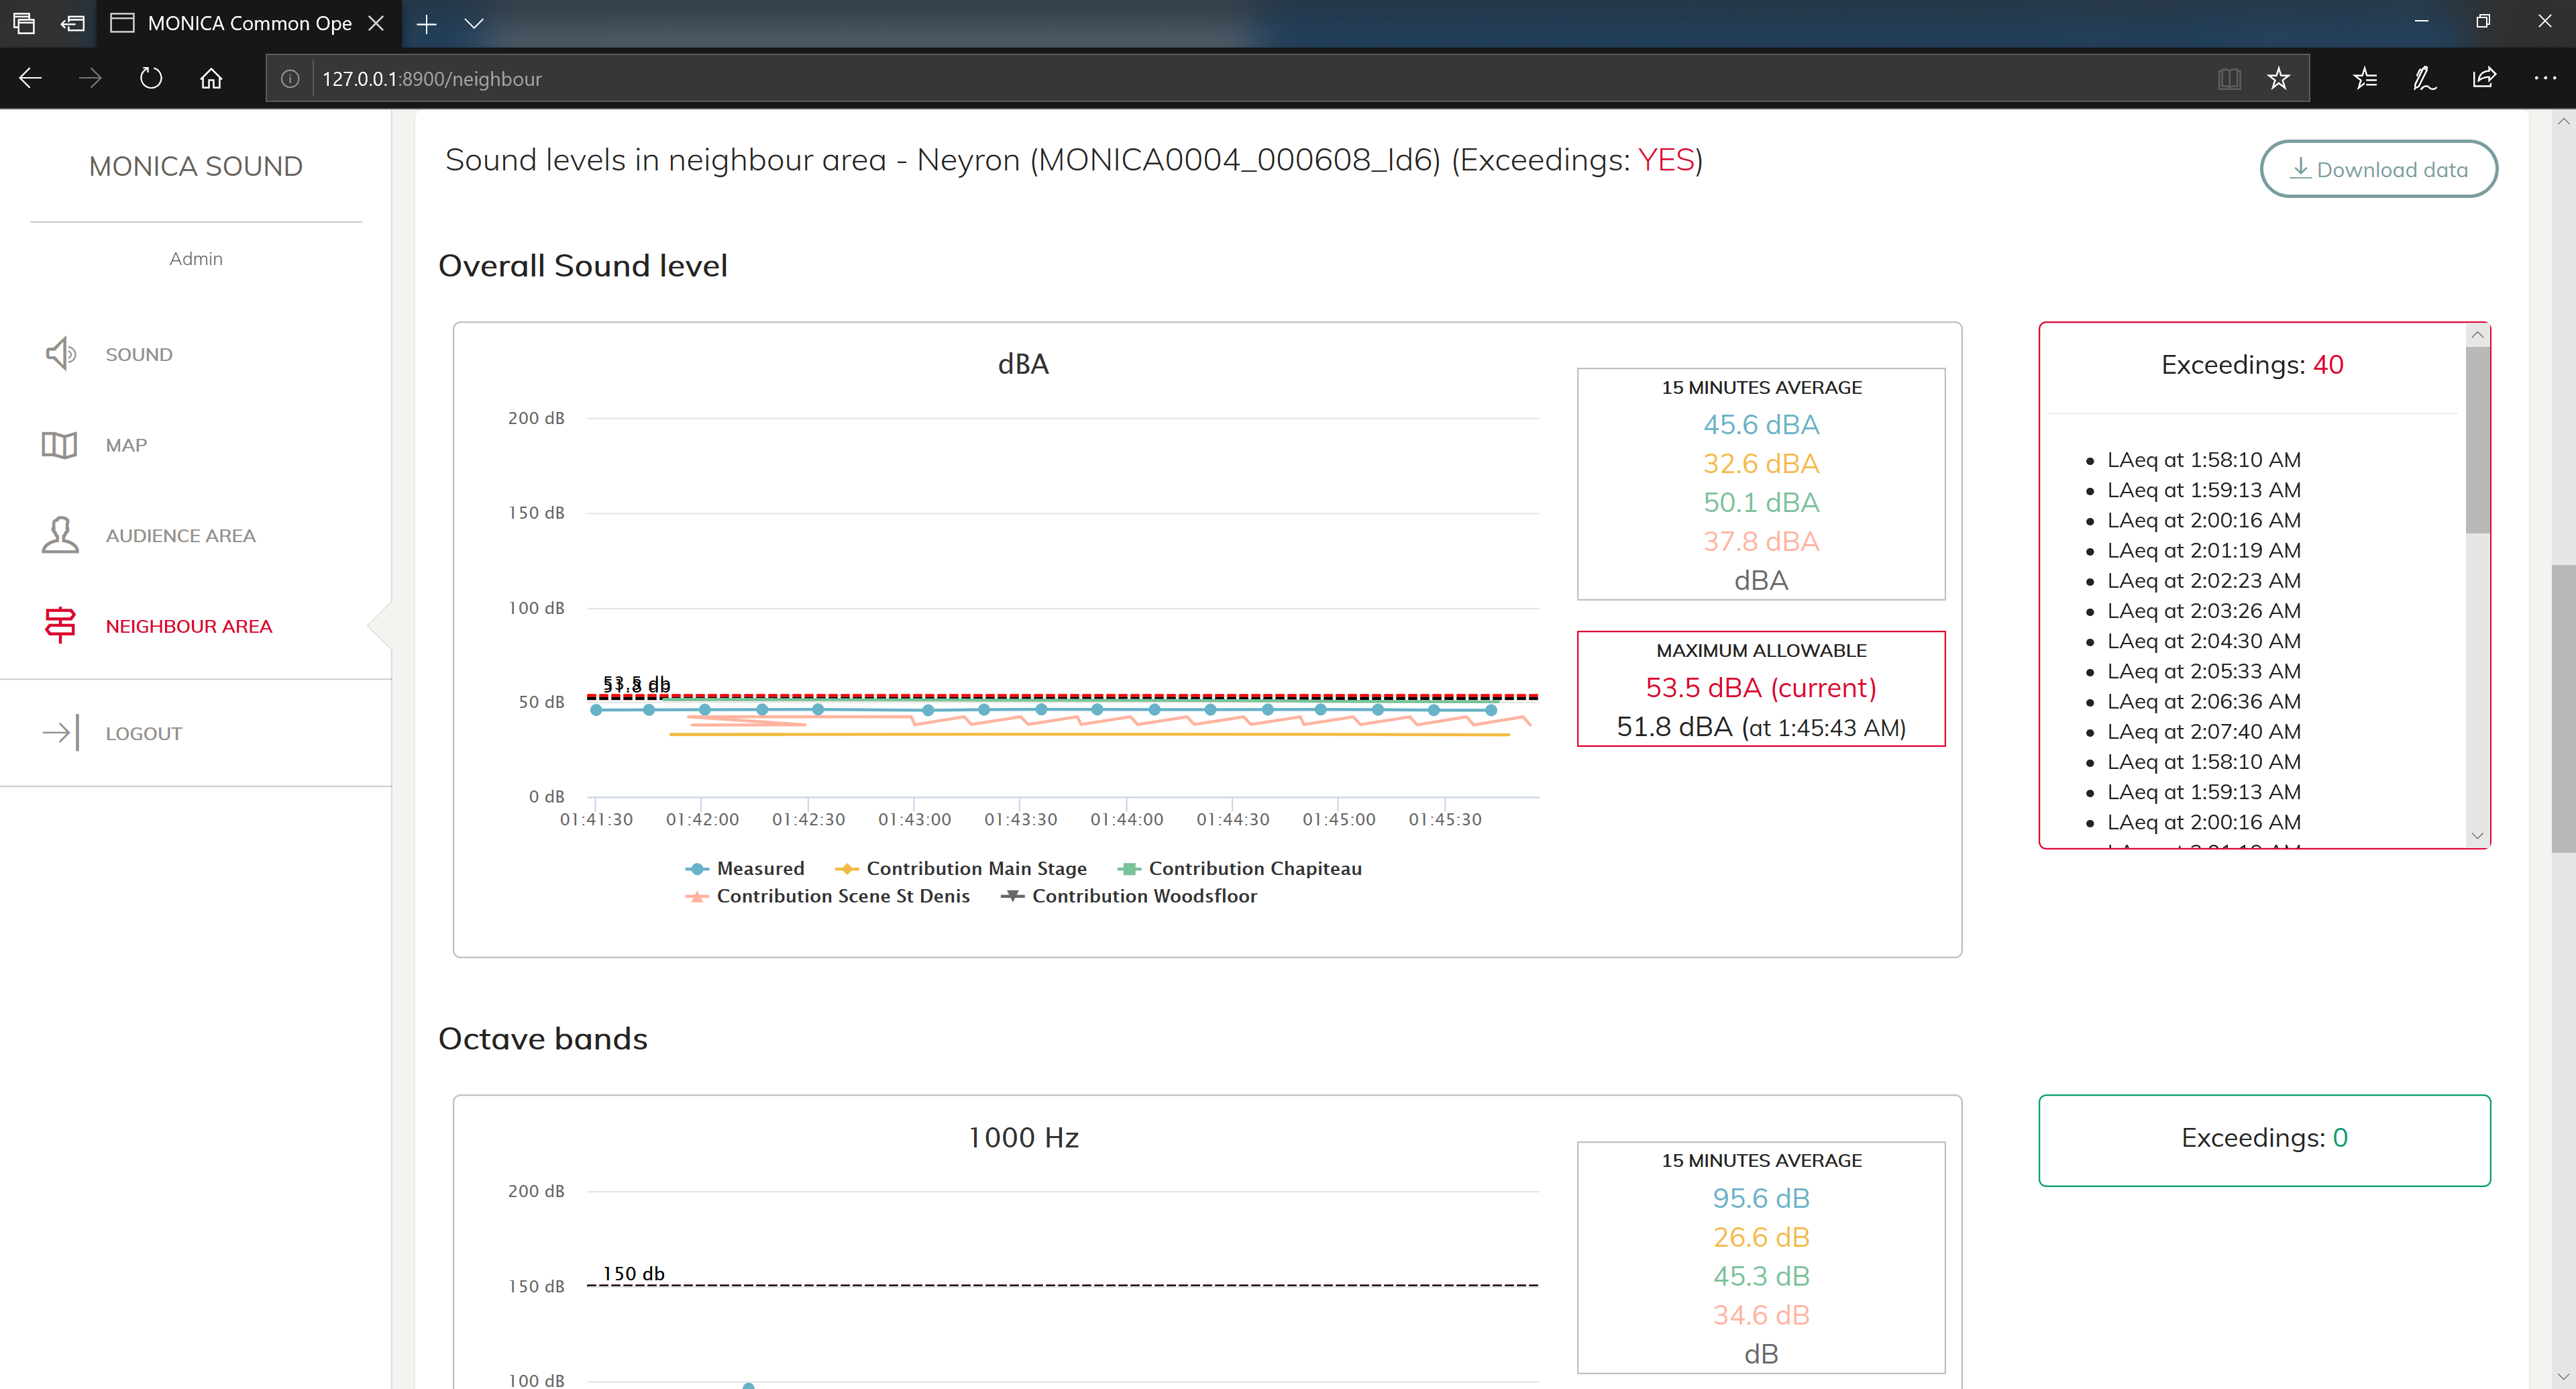 MONICA Common Ope
127.0.0.1:8900/neighbour
MONICA SOUND
Admin
SOUND
MAP
AUDIENCE AREA
NEIGHBOUR AREA
LOGOUT
Sound levels in neighbour area - Neyron (MONICA0004_000608_Id6) (Exceedings: YES)
Download data
Overall Sound level
dBA
200 dB
150 dB
100 dB
50 dB
0 dB
51.8 db
01:41:30 01:42:00 01:42:30 01:43:00 01:43:30 01:44:00 01:44:30 01:45:00 01:45:30
Measured Contribution Main Stage Contribution Chapiteau
Contribution Scene St Denis Contribution Woodsfloor
15 MINUTES AVERAGE
45.6 dBA
32.6 dBA
50.1 dBA
37.8 dBA
dBA
MAXIMUM ALLOWABLE
53.5 dBA (current)
51.8 dBA (at 1:45:43 AM)
Exceedings: 40
LAeq at 1:58:10 AM
LAeq at 1:59:13 AM
LAeq at 2:00:16 AM
LAeq at 2:01:19 AM
LAeq at 2:02:23 AM
LAeq at 2:03:26 AM
LAeq at 2:04:30 AM
LAeq at 2:05:33 AM
LAeq at 2:06:36 AM
LAeq at 2:07:40 AM
LAeq at 1:58:10 AM
LAeq at 1:59:13 AM
LAeq at 2:00:16 AM
Octave bands
1000 Hz
200 dB
150 dB
100 dB
150 db
15 MINUTES AVERAGE
95.6 dB
26.6 dB
45.3 dB
34.6 dB
dB
Exceedings: 0